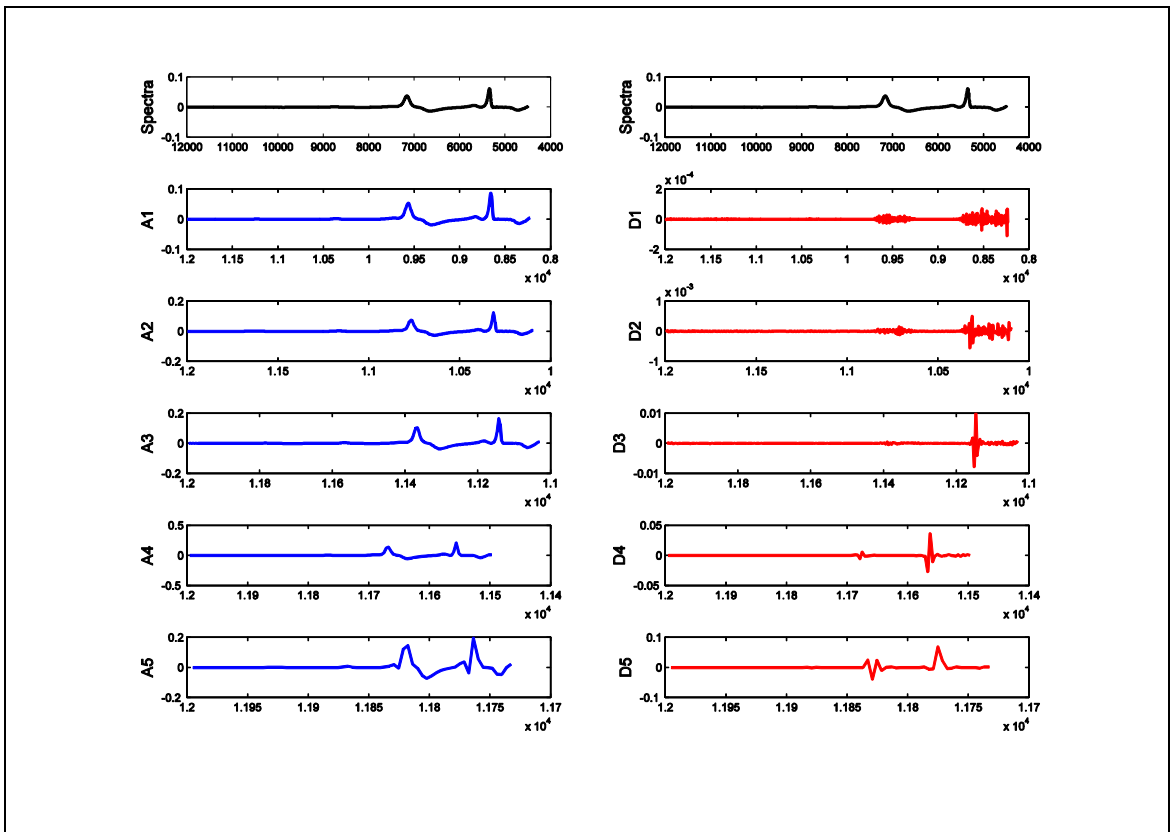 Spectra
0.1
0
-0.1
12000 11000 10000 9000 8000 7000 6000 5000 4000
Spectra
0.1
0
-0.1
12000 11000 10000 9000 8000 7000 6000 5000 4000
A1
0.1
0
-0.1
1.2 1.15 1.1 1.05 1 0.95 0.9 0.85 0.8
x 10^4
D1
x 10^-4
2
0
-2
1.2 1.15 1.1 1.05 1 0.95 0.9 0.85 0.8
x 10^4
A2
0.2
0
-0.2
1.2 1.15 1.1 1.05 1
x 10^4
D2
x 10^-3
1
0
-1
1.2 1.15 1.1 1.05 1
x 10^4
A3
0.2
0
-0.2
1.2 1.18 1.16 1.14 1.12 1.1
x 10^4
D3
0.01
0
-0.01
1.2 1.18 1.16 1.14 1.12 1.1
x 10^4
A4
0.5
0
-0.5
1.2 1.19 1.18 1.17 1.16 1.15 1.14
x 10^4
D4
0.05
0
-0.05
1.2 1.19 1.18 1.17 1.16 1.15 1.14
x 10^4
A5
0.2
0
-0.2
1.2 1.195 1.19 1.185 1.18 1.175 1.17
x 10^4
D5
0.1
0
-0.1
1.2 1.195 1.19 1.185 1.18 1.175 1.17
x 10^4